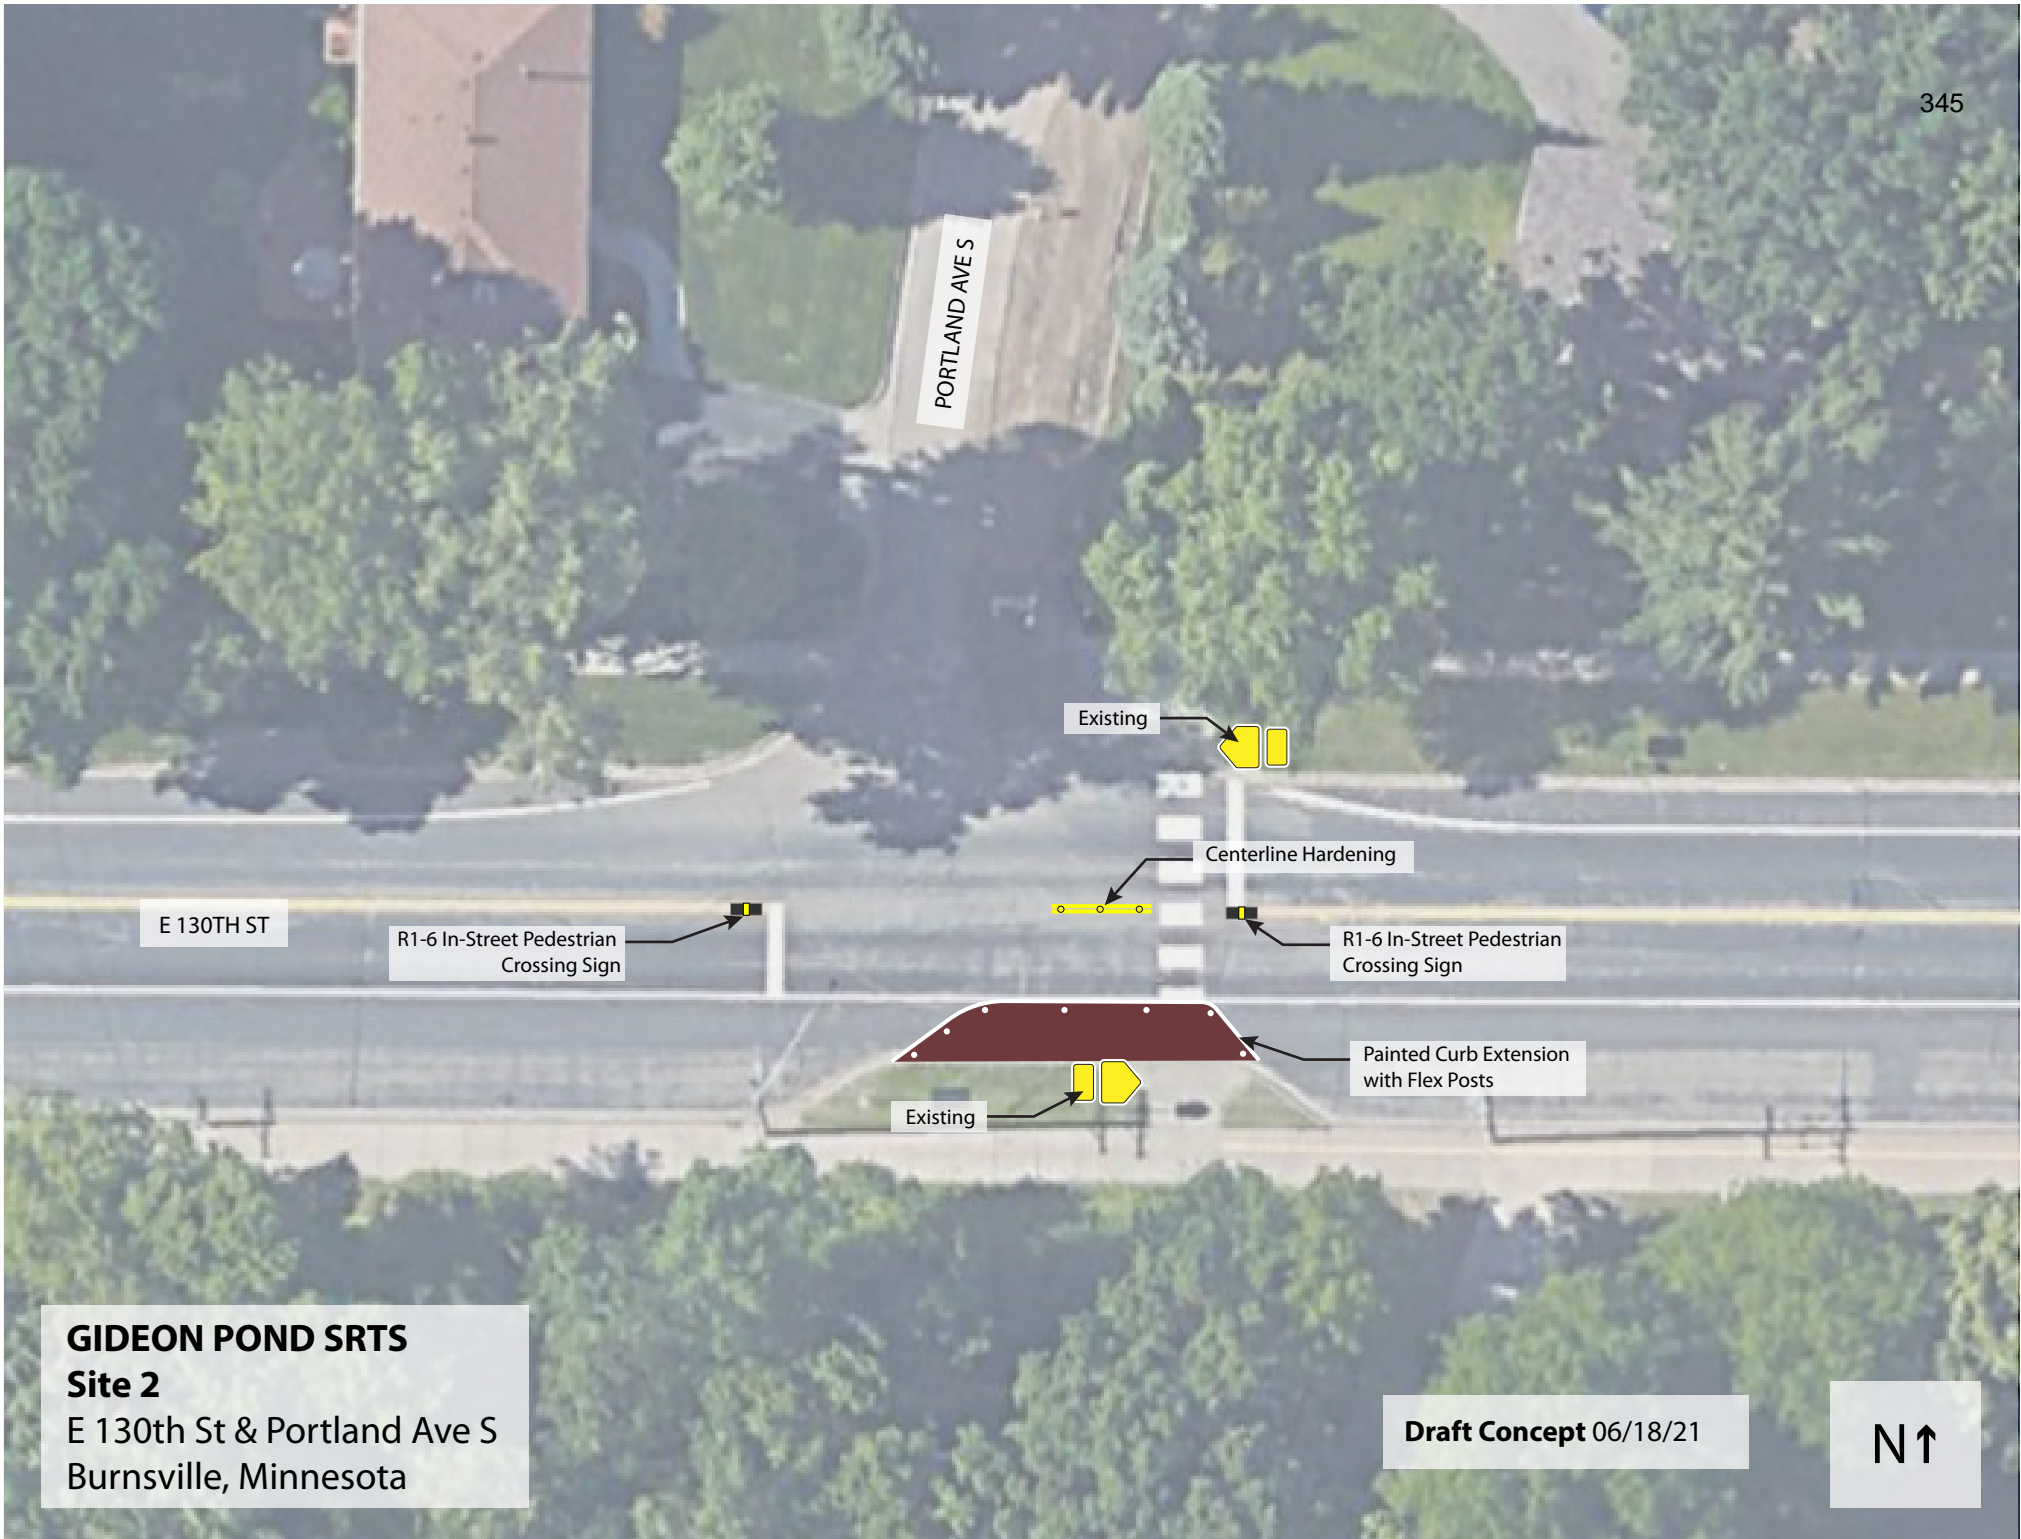 345
PORTLAND AVE S
Existing
Centerline Hardening
E 130TH ST
R1-6 In-Street Pedestrian
Crossing Sign
R1-6 In-Street Pedestrian
Crossing Sign
Painted Curb Extension
with Flex Posts
Existing
GIDEON POND SRTS
Site 2
E 130th St & Portland Ave S
Burnsville, Minnesota
Draft Concept 06/18/21
N↑